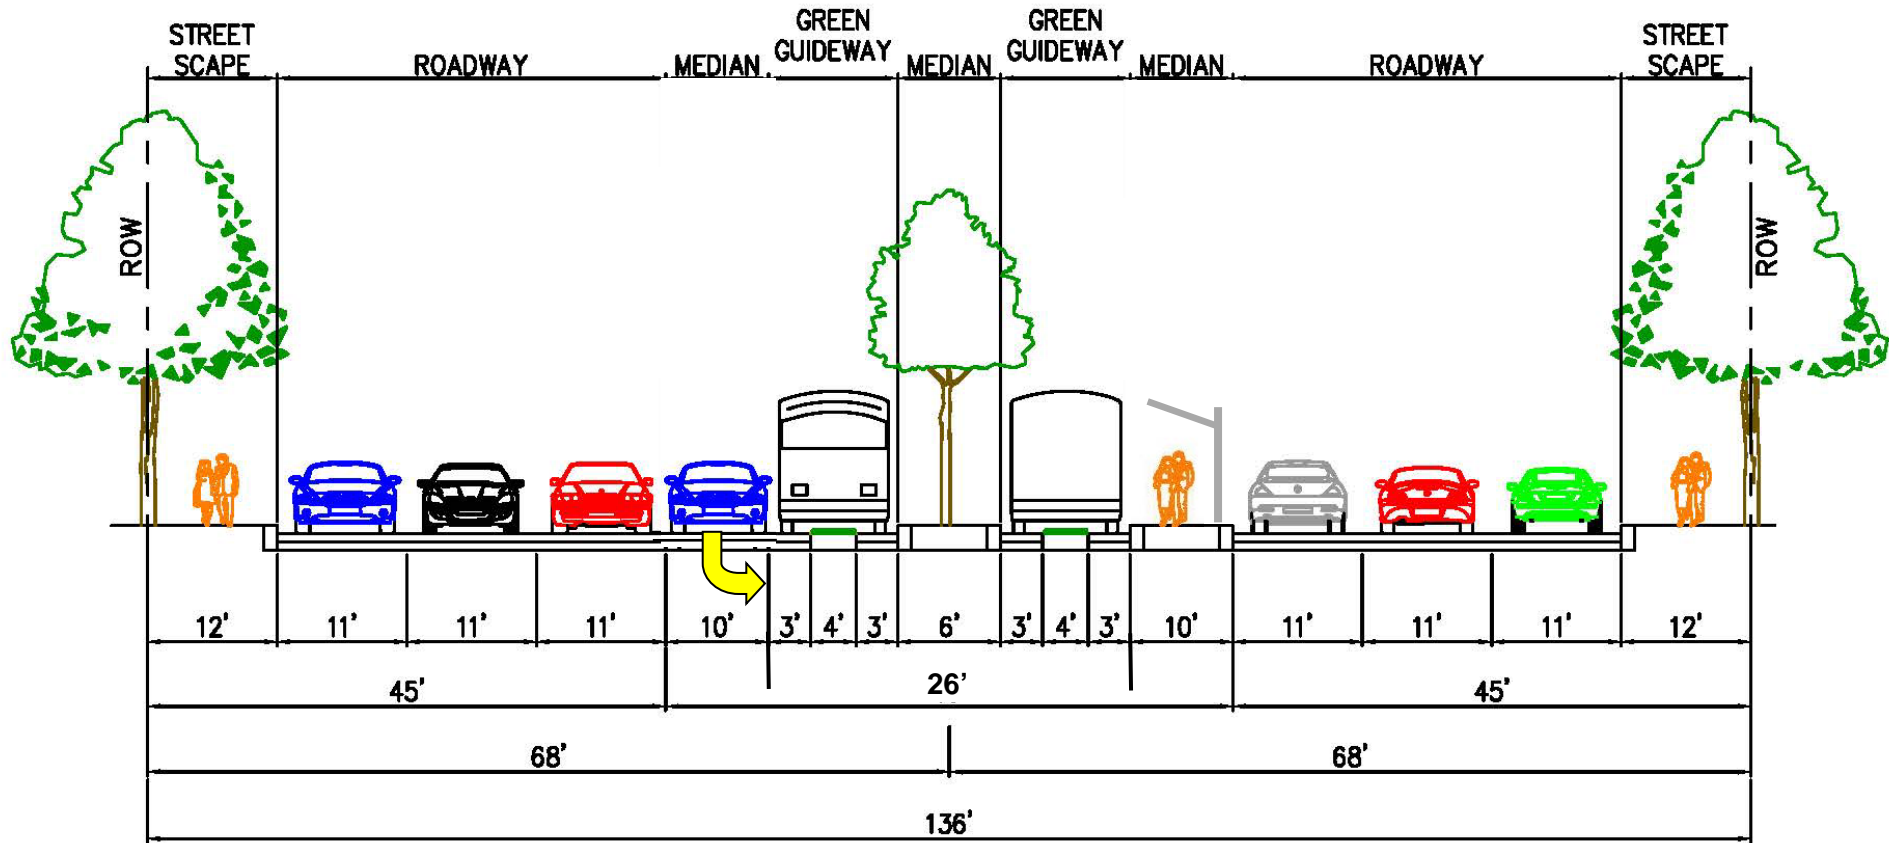 STREET
SCAPE
ROADWAY
MEDIAN
GREEN
GUIDEWAY
MEDIAN
GREEN
GUIDEWAY
MEDIAN
ROADWAY
STREET
SCAPE
ROW
ROW
12' 11' 11' 11' 10' 3' 4' 3' 6' 3' 4' 3' 10' 11' 11' 11' 12'
45' 26' 45'
68' 68'
136'